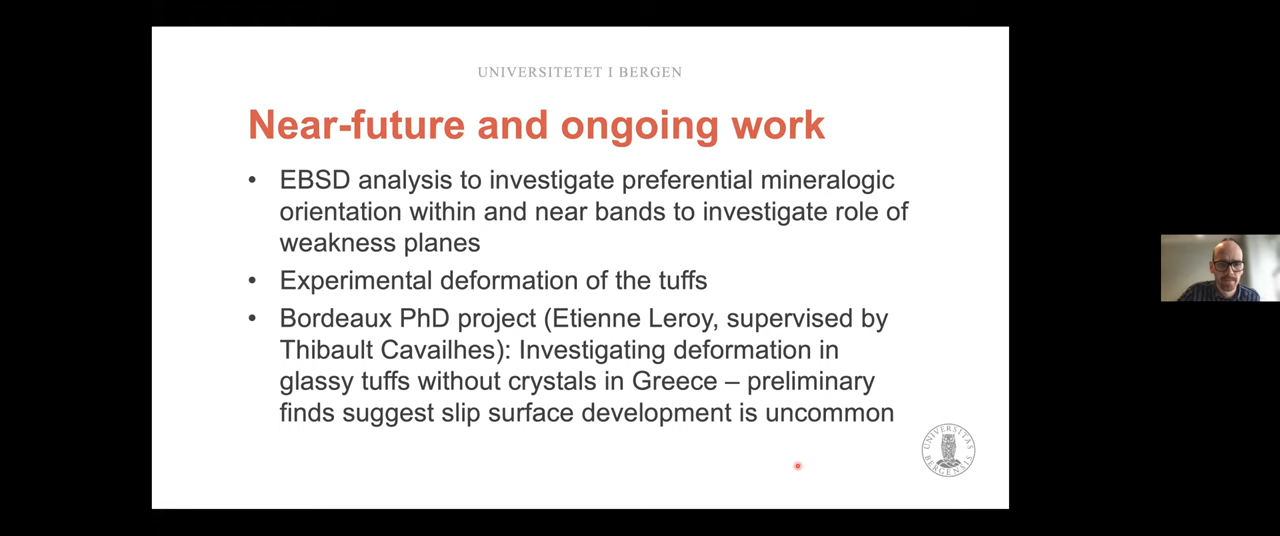 UNIVERSITETET I BERGEN
Near-future and ongoing work
• EBSD analysis to investigate preferential mineralogic
orientation within and near bands to investigate role of
weakness planes
• Experimental deformation of the tuffs
• Bordeaux PhD project (Etienne Leroy, supervised by
Thibault Cavailhes): Investigating deformation in
glassy tuffs without crystals in Greece – preliminary
finds suggest slip surface development is uncommon
UNIVERSITAS
BERGENSIS